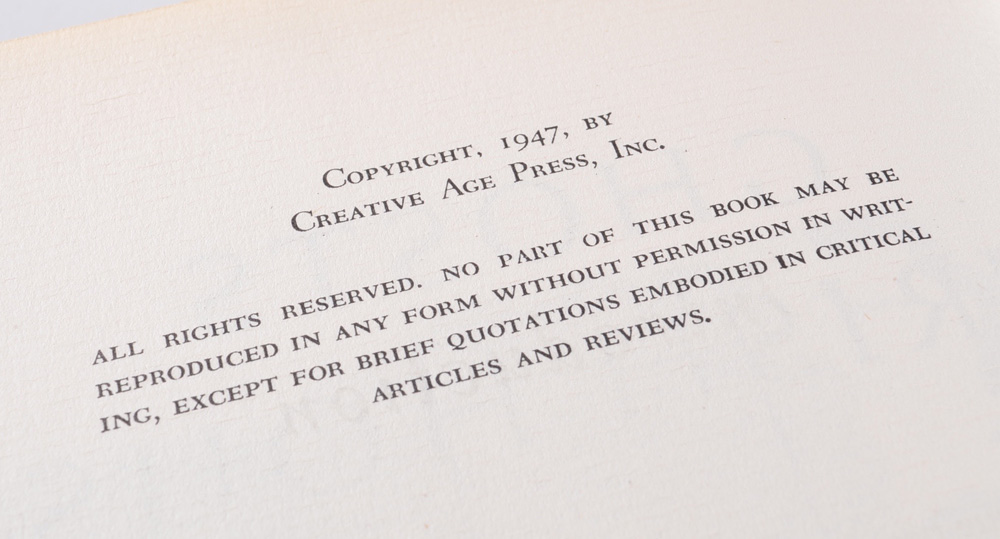 Copyright, 1947, by
Creative Age Press, Inc.
ALL RIGHTS RESERVED. NO PART OF THIS BOOK MAY BE
REPRODUCED IN ANY FORM WITHOUT PERMISSION IN WRIT-
ING, EXCEPT FOR BRIEF QUOTATIONS EMBODIED IN CRITICAL
ARTICLES AND REVIEWS.